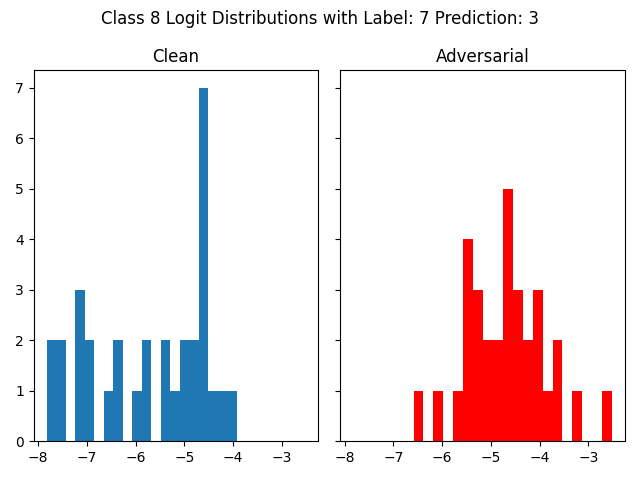 Class 8 Logit Distributions with Label: 7 Prediction: 3
Clean
Adversarial
7
6
5
4
3
2
1
0
−8 −7 −6 −5 −4 −3
−8 −7 −6 −5 −4 −3